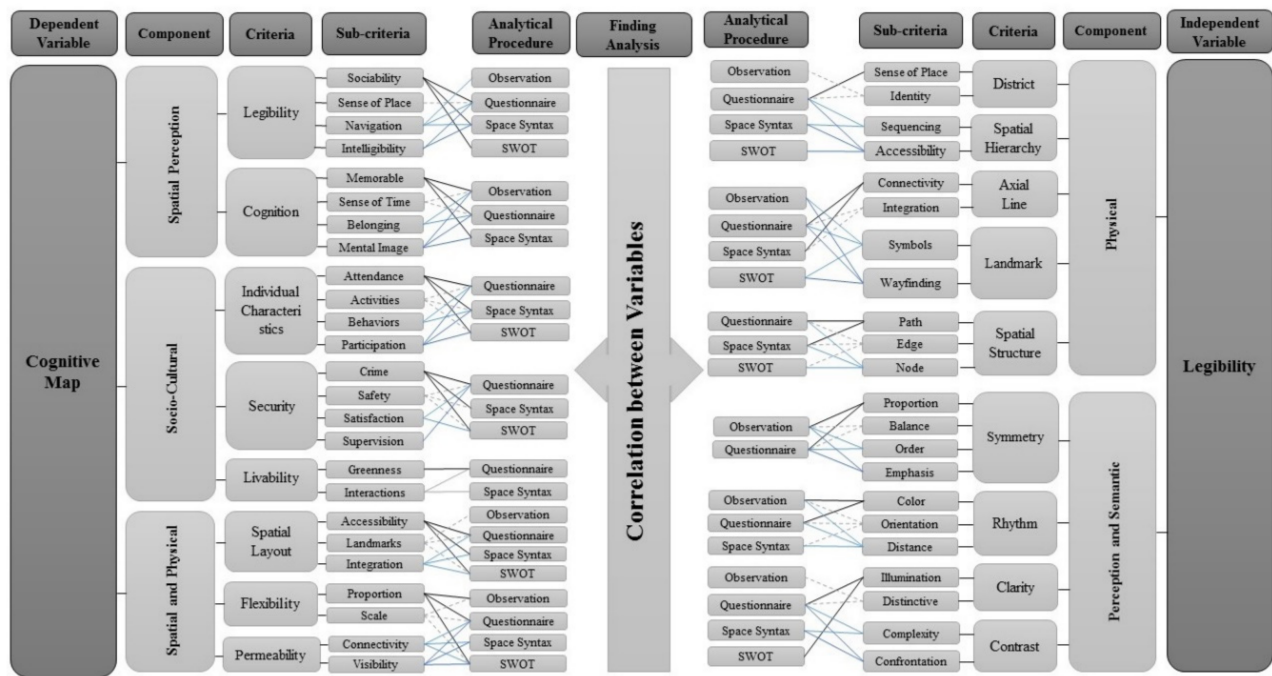 Dependent
Variable
Component
Criteria
Sub-criteria
Analytical
Procedure
Finding
Analysis
Analytical
Procedure
Sub-criteria
Criteria
Component
Independent
Variable
Cognitive
Map
Spatial Perception
Legibility
Sociability
Sense of Place
Navigation
Intelligibility
Observation
Questionnaire
Space Syntax
SWOT
Cognition
Memorable
Sense of Time
Belonging
Mental Image
Observation
Questionnaire
Space Syntax
Socio-Cultural
Individual
Characteri
stics
Attendance
Activities
Behaviors
Participation
Questionnaire
Space Syntax
SWOT
Security
Crime
Safety
Satisfaction
Supervision
Questionnaire
Space Syntax
SWOT
Livability
Greenness
Interactions
Questionnaire
Space Syntax
Spatial and Physical
Spatial
Layout
Accessibility
Landmarks
Integration
Observation
Questionnaire
Space Syntax
SWOT
Flexibility
Proportion
Scale
Permeability
Connectivity
Visibility
Observation
Questionnaire
Space Syntax
SWOT
Correlation between Variables
Observation
Questionnaire
Space Syntax
SWOT
Sense of Place
Identity
District
Sequencing
Accessibility
Spatial
Hierarchy
Observation
Questionnaire
Space Syntax
SWOT
Connectivity
Integration
Axial
Line
Symbols
Wayfinding
Landmark
Questionnaire
Space Syntax
SWOT
Path
Edge
Node
Spatial
Structure
Physical
Observation
Questionnaire
Proportion
Balance
Order
Emphasis
Symmetry
Observation
Questionnaire
Space Syntax
Color
Orientation
Distance
Rhythm
Observation
Questionnaire
Space Syntax
SWOT
Illumination
Distinctive
Clarity
Complexity
Confrontation
Contrast
Perception and Semantic
Legibility